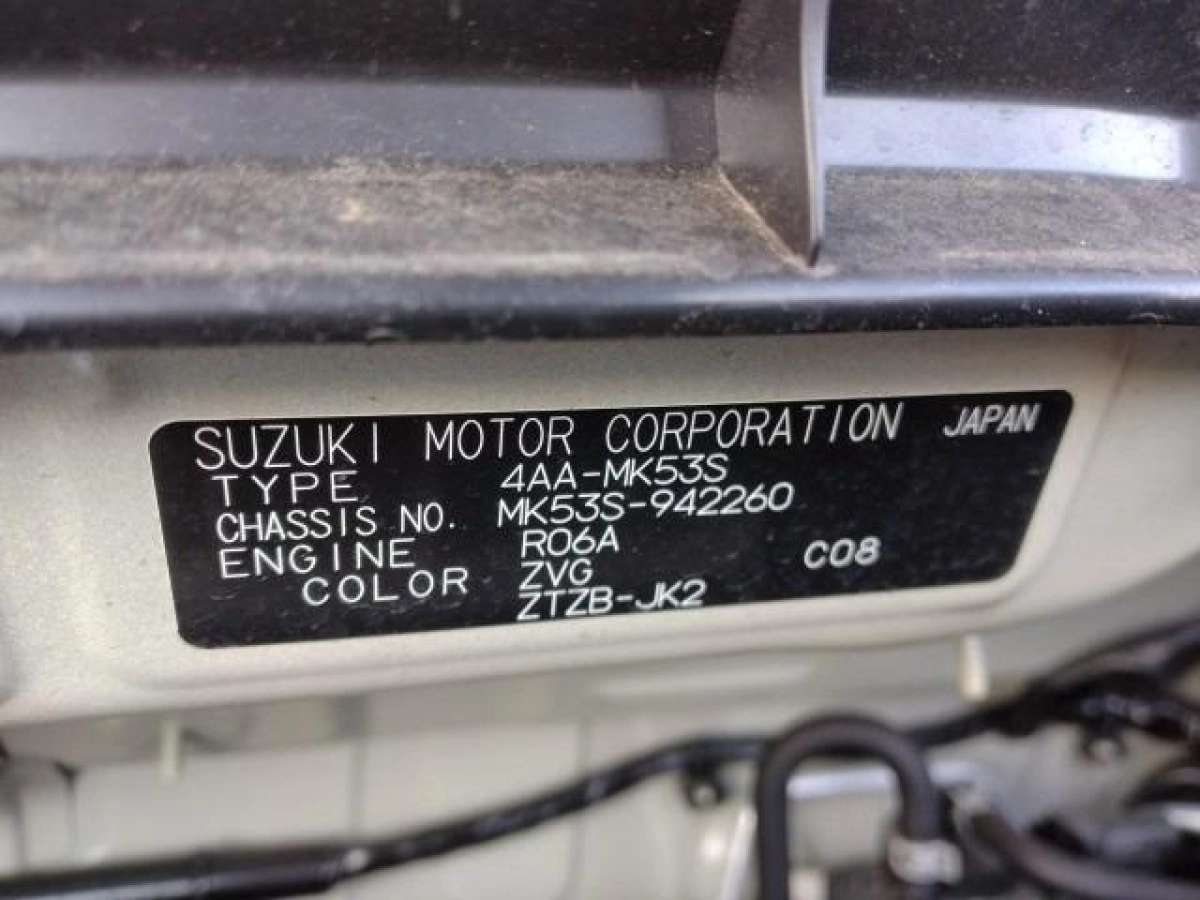 SUZUKI MOTOR CORPORATION JAPAN
TYPE 4AA-MK53S
CHASSIS NO. MK53S-942260
ENGINE R06A C08
COLOR ZVG
ZTZB-JK2